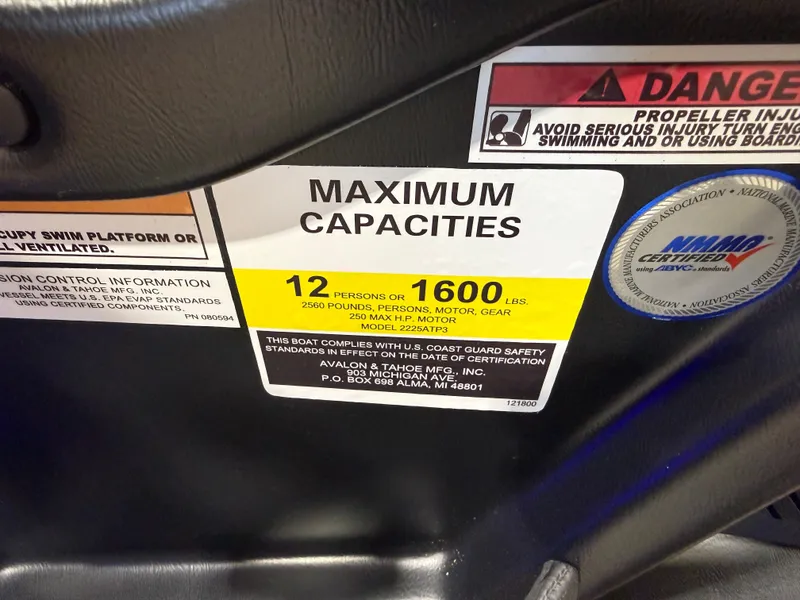 DANGE
PROPELLER INJU
AVOID SERIOUS INJURY TURN ENG
SWIMMING AND OR USING BOARDI
MAXIMUM
CAPACITIES
12 PERSONS OR 1600 LBS.
2560 POUNDS, PERSONS, MOTOR, GEAR
250 MAX H.P. MOTOR
MODEL 2225ATP3
THIS BOAT COMPLIES WITH U.S. COAST GUARD SAFETY
STANDARDS IN EFFECT ON THE DATE OF CERTIFICATION
AVALON & TAHOE MFG., INC.
903 MICHIGAN AVE.
P.O. BOX 698 ALMA, MI 48801
121800
CUPY SWIM PLATFORM OR
LL VENTILATED.
SION CONTROL INFORMATION
AVALON & TAHOE MFG. INC.
VESSEL MEETS U.S. EPA EVAP STANDARDS
USING CERTIFIED COMPONENTS.
PN 080594
NATIONAL MARINE MANUFACTURERS ASSOCIATION • NATIONAL MARINE MANUFACTURERS ASSOCIATION •
NMMA
CERTIFIED
using ABYC standards